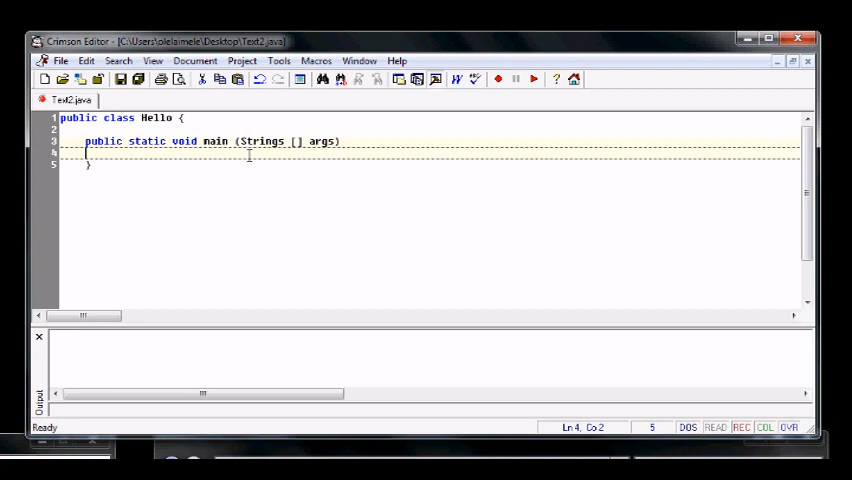 Crimson Editor - [C:\Users\olelaimele\Desktop\Text2.java]
File Edit Search View Document Project Tools Macros Window Help
Text2.java
1 public class Hello {
2
3 public static void main (Strings [] args)
4
5 }
Output
Ready Ln 4, Co 2 5 DOS READ REC COL OVR